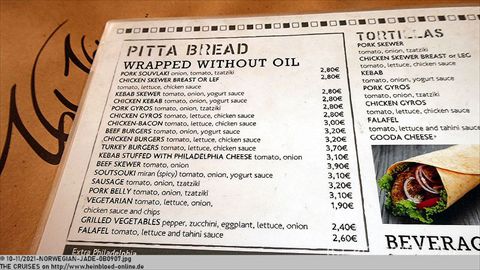 PITTA BREAD
WRAPPED WITHOUT OIL
PORK SOUVLAKI onion, tomato, tzatziki 2,80€
CHICKEN SKEWER BREAST OR LEF 2,80€
tomato, lettuce, chicken sauce
KEBAB SKEWER tomato, onion, yogurt sauce 2,80€
CHICKEN KEBAB tomato, onion, yogurt sauce 2,80€
PORK GYROS onion, tomato, tzatziki 2,80€
CHICKEN GYROS tomato, lettuce, chicken sauce 2,80€
CHICKEN-BACON tomato, lettuce, chicken sauce 3,00€
BEEF BURGERS tomato, onion, yogurt sauce 3,20€
CHICKEN BURGERS tomato, lettuce, chicken sauce 3,10€
TURKEY BURGERS tomato, lettuce, chicken sauce 3,10€
KEBAB STUFFED WITH PHILADELPHIA CHEESE tomato, onion
BEEF SKEWER tomato, onion
SOUTSOUKI miran (spicy) tomato, onion, yogurt sauce 3,10€
SAUSAGE tomato, onion, tzatziki 3,20€
PORK BELLY tomato, onion, tzatziki 3,10€
VEGETARIAN tomato, lettuce, onion, 1,90€
chicken sauce and chips
GRILLED VEGETABLES pepper, zucchini, eggplant, lettuce, onion 2,40€
FALAFEL tomato, lettuce and tahini sauce 2,60€
Extra Philadelphia
TORTILLAS
PORK SKEWER
onion, tomato, tzatziki
CHICKEN SKEWER BREAST or LEG
tomato, lettuce, chicken sauce
KEBAB
tomato, onion, yogurt sauce
PORK GYROS
onion, tomato, tzatziki
CHICKEN GYROS
tomato, lettuce, chicken sauce
FALAFEL
tomato, lettuce and tahini sauce
GOODA CHEESE*
BEVERAG
© 10-11/2021-NORWEGIAN-JADE-0B0907.jpg
THE CRUISES on http://www.heinbloed-online.de